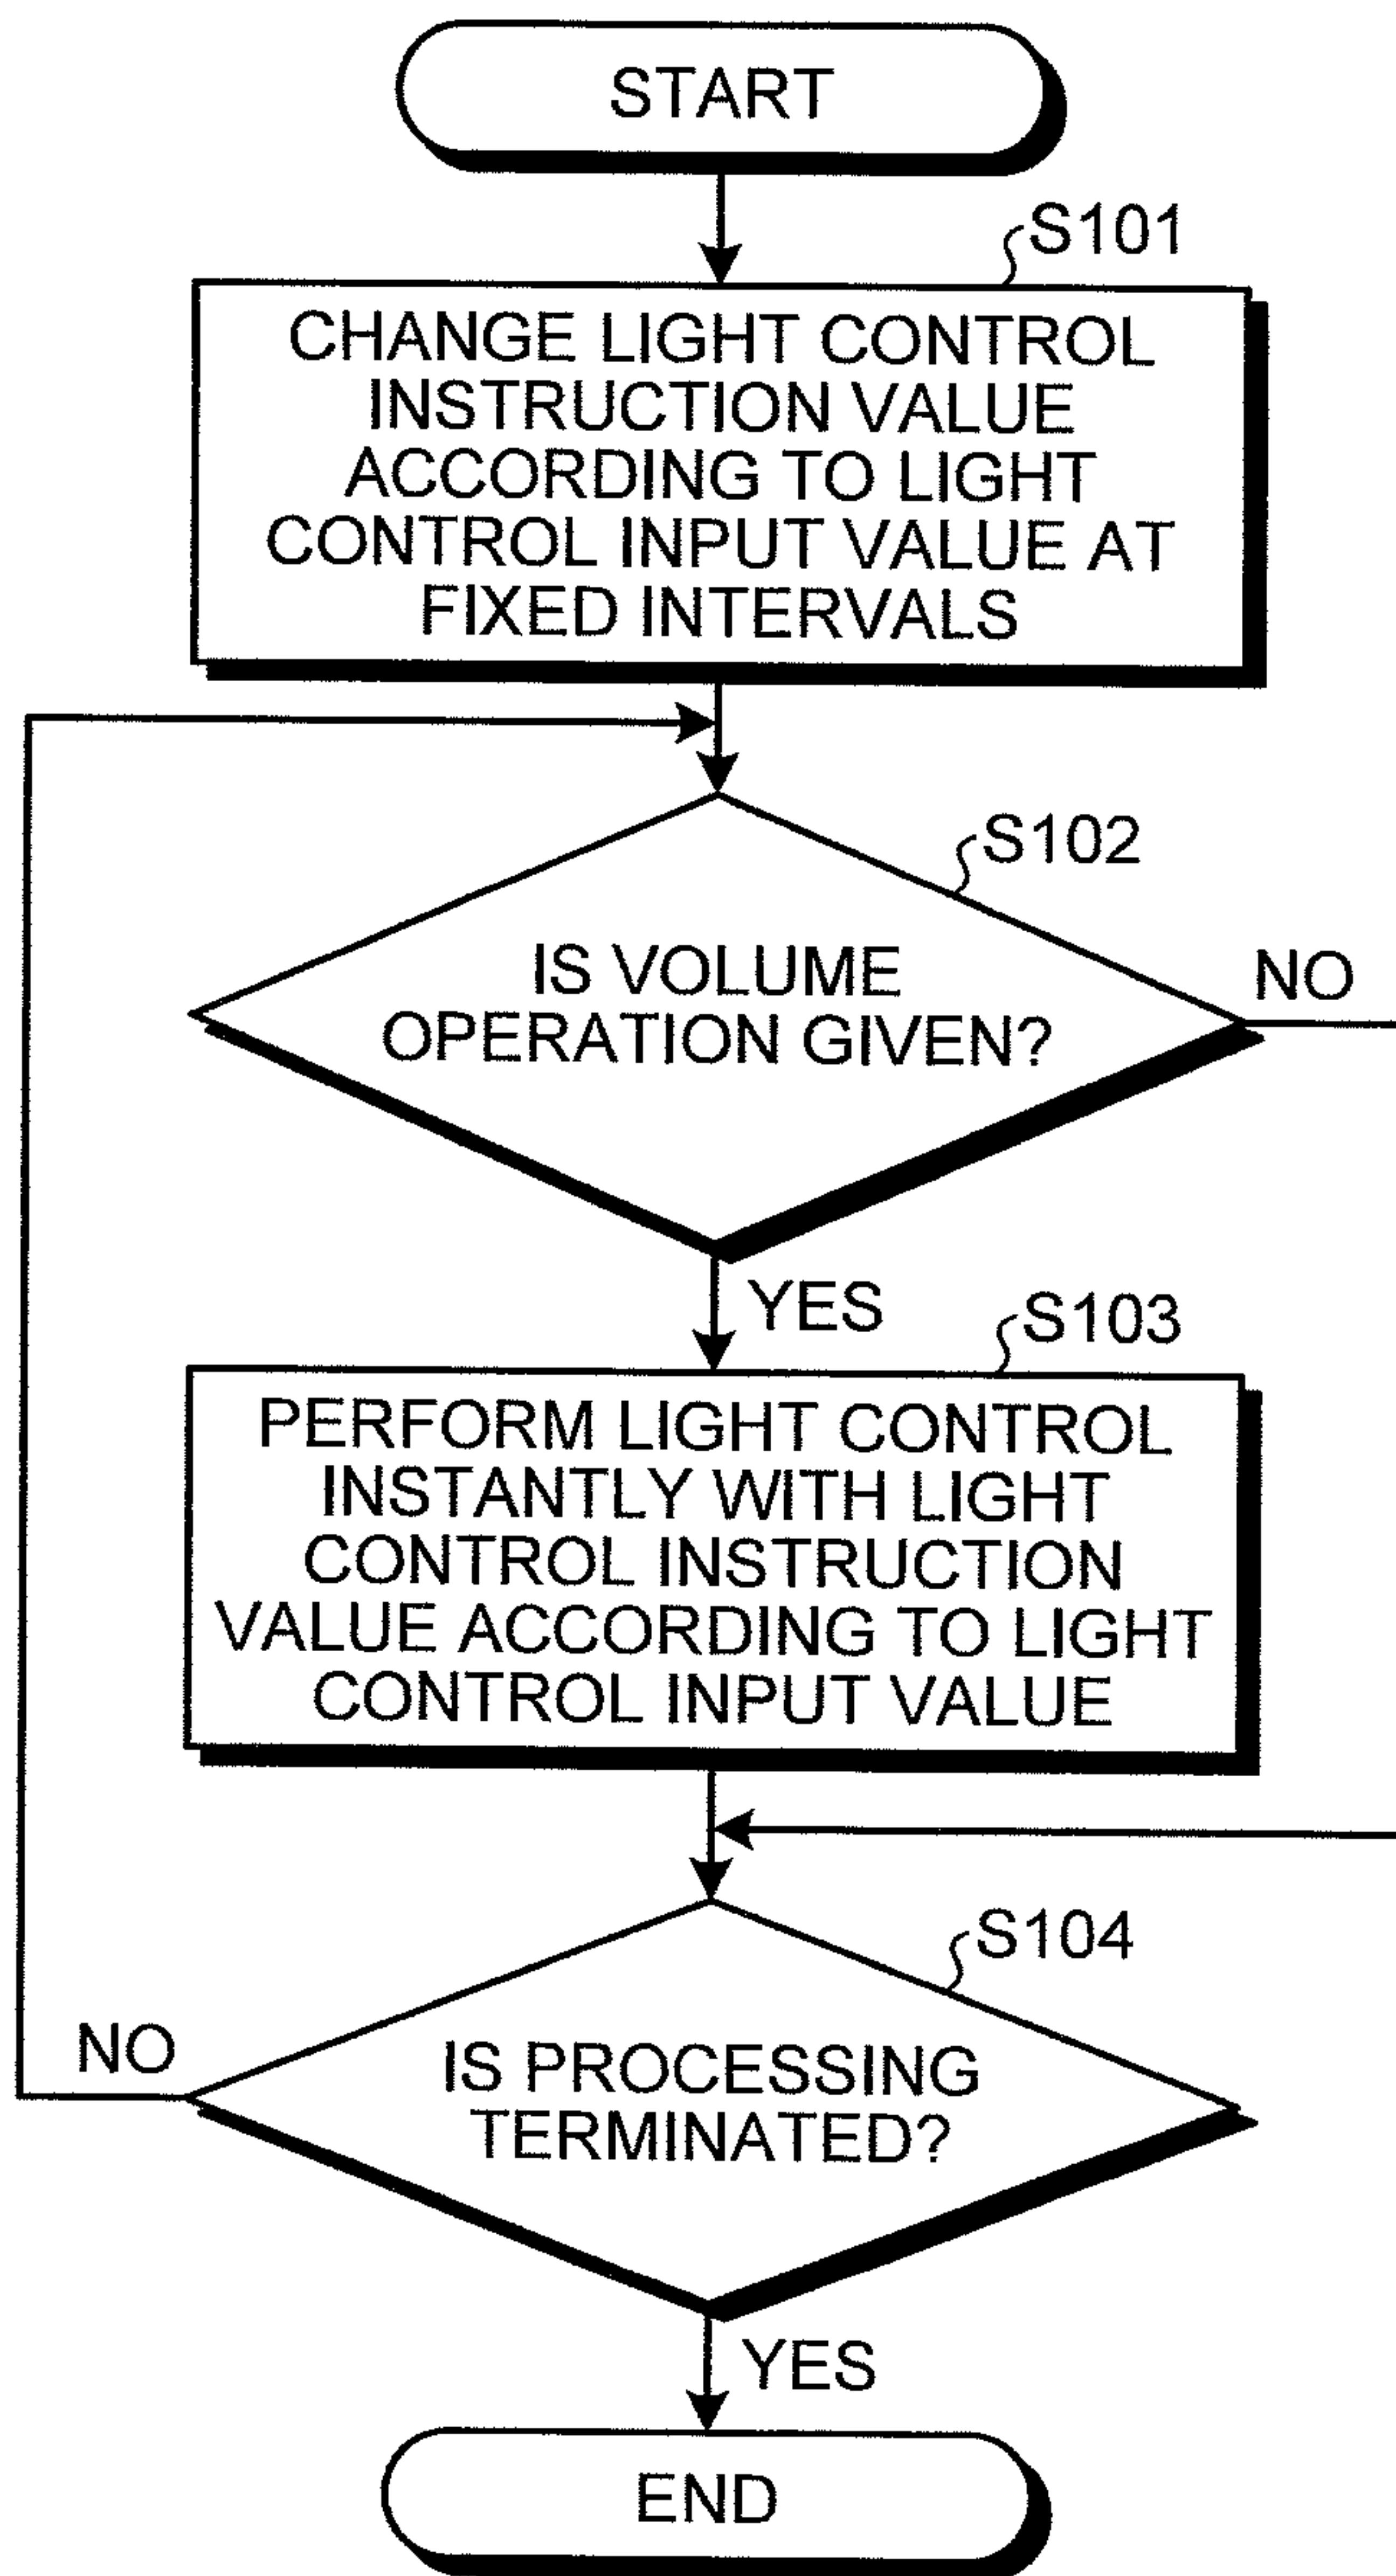 START
S101
CHANGE LIGHT CONTROL
INSTRUCTION VALUE
ACCORDING TO LIGHT
CONTROL INPUT VALUE AT
FIXED INTERVALS
S102
IS VOLUME
OPERATION GIVEN?
NO
YES
S103
PERFORM LIGHT CONTROL
INSTANTLY WITH LIGHT
CONTROL INSTRUCTION
VALUE ACCORDING TO LIGHT
CONTROL INPUT VALUE
S104
NO
IS PROCESSING
TERMINATED?
YES
END